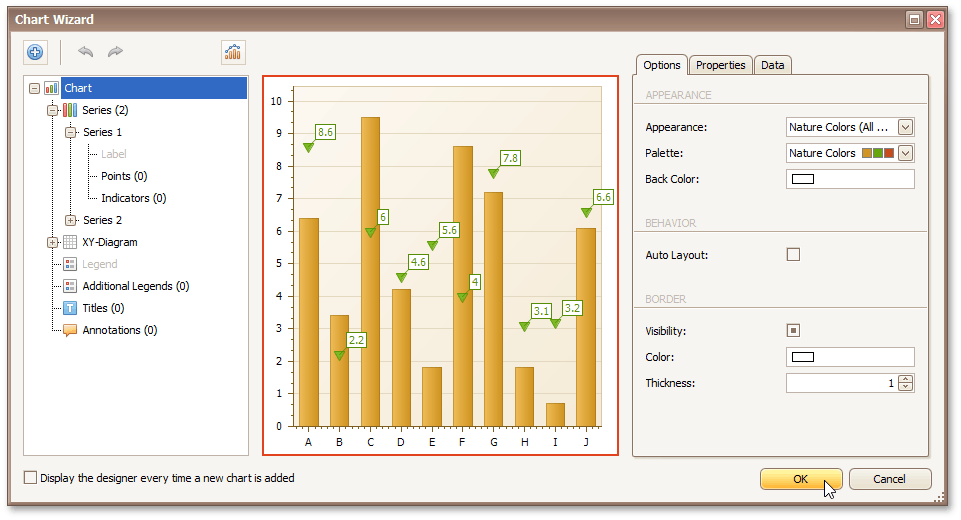 Chart Wizard
Chart
Series (2)
Series 1
Label
Points (0)
Indicators (0)
Series 2
XY-Diagram
Legend
Additional Legends (0)
Titles (0)
Annotations (0)
10
9
8
7
6
5
4
3
2
1
0
8.6
2.2
6
4.6
5.6
4
7.8
3.1
3.2
6.6
A B C D E F G H I J
Options Properties Data
APPEARANCE
Appearance: Nature Colors (All ...
Palette: Nature Colors
Back Color:
BEHAVIOR
Auto Layout:
BORDER
Visibility:
Color:
Thickness: 1
Display the designer every time a new chart is added
OK Cancel